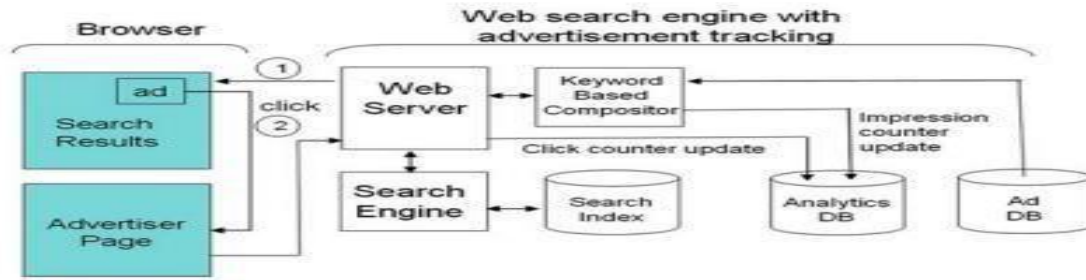 Browser
Web search engine with
advertisement tracking
ad
Search
Results
1
click
2
Web
Server
Keyword
Based
Compositor
Impression
counter
update
Click counter update
Search
Engine
Search
Index
Analytics
DB
Ad
DB
Advertiser
Page